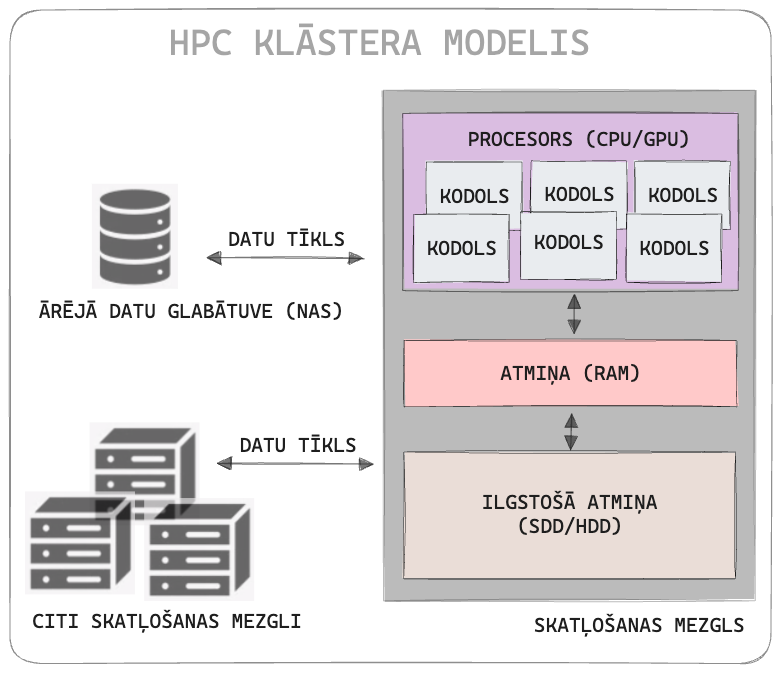 HPC KLĀSTERA MODELIS
PROCESORS (CPU/GPU)
KODOLS
KODOLS
KODOLS
KODOLS
KODOLS
KODOLS
DATU TĪKLS
ĀRĒJĀ DATU GLABĀTUVE (NAS)
ATMIŅA (RAM)
DATU TĪKLS
ILGSTOŠĀ ATMIŅA
(SDD/HDD)
CITI SKATĻOŠANAS MEZGLI
SKATĻOŠANAS MEZGLS